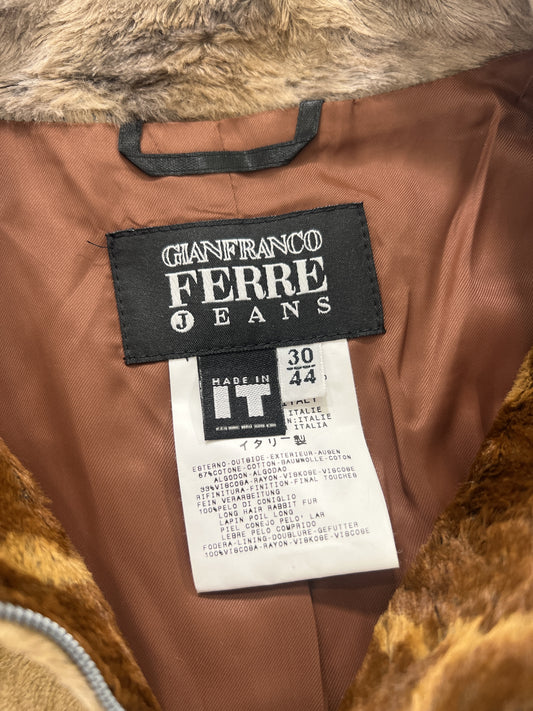 GIANFRANCO
FERRE
JEANS
MADE IN
IT
30
44
ITALY
ITALIE
イタリー製
ESTERNO-OUTSIDE-EXTERIEUR-AUßEN
67%COTONE-COTTON-BAUMWOLLE-COTON
ALGODON-ALGODAO
33%VISCOSA-RAYON-VISKOSE-VISCOSE
RIFINITURA-FINITION-FINAL TOUCHES
FEIN VERARBEITUNG
100%PELO DI CONIGLIO
LONG HAIR RABBIT FUR
LAPIN POIL LONG
PIEL CONEJO PELO' LAR
LEBRE PELO COMPRIDO
FODERA-LINING-DOUBLURE-GEFUTTER
100%VISCOSA-RAYON-VISKOSE-VISCOSE